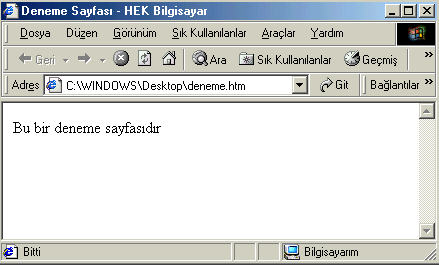 Deneme Sayfası - HEK Bilgisayar
Dosya Düzen Görünüm Sık Kullanılanlar Araçlar Yardım
Geri Ara Sık Kullanılanlar Geçmiş
Adres C:\WINDOWS\Desktop\deneme.htm Git Bağlantılar
Bu bir deneme sayfasıdır
Bitti Bilgisayarım